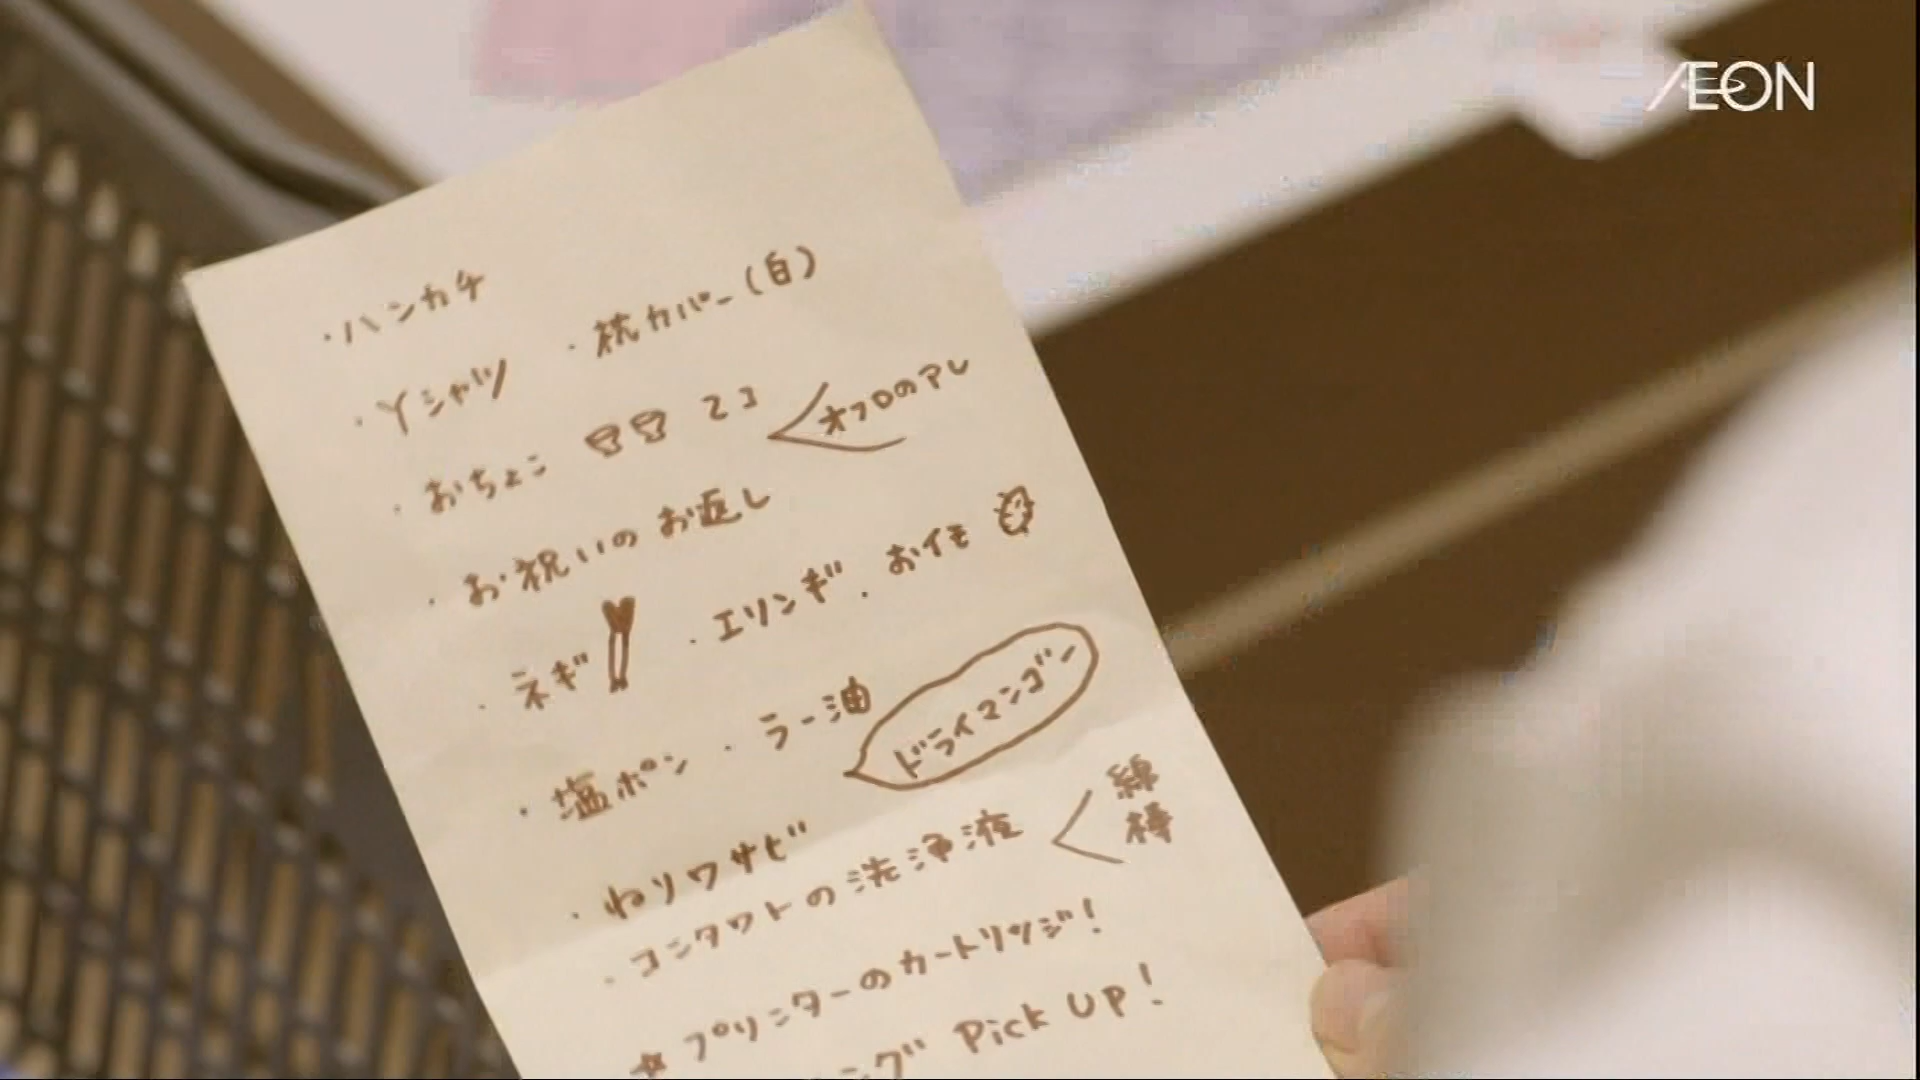 ÆON
・ハンカチ
・Yシャツ ・枕カバー(白)
・おちょこ 2コ オフロのアレ
・お祝いの お返し
・ネギ ・エリンギ ・おイモ
・塩ポン ・ラー油 ドライマンゴー
・ねりワサビ
・コンタクトの洗浄液 綿棒
☆プリンターのカートリッジ!
ング Pick UP!